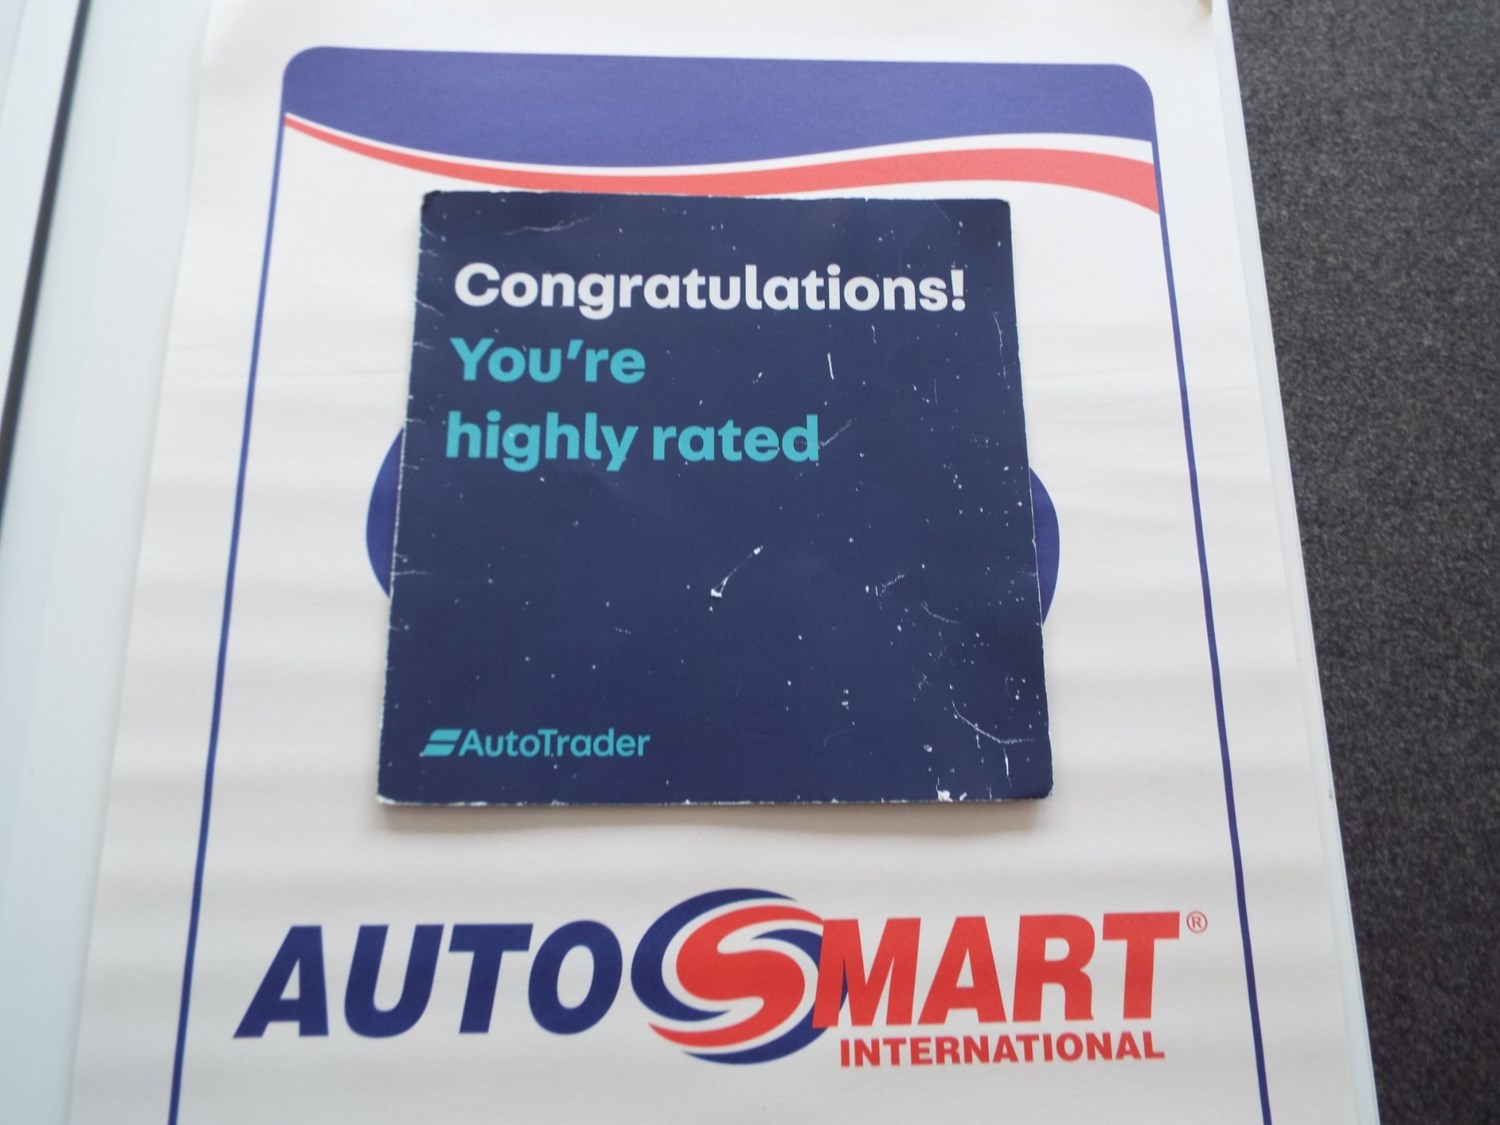 Congratulations!
You're
highly rated
AutoTrader
AUTOSMART®
INTERNATIONAL